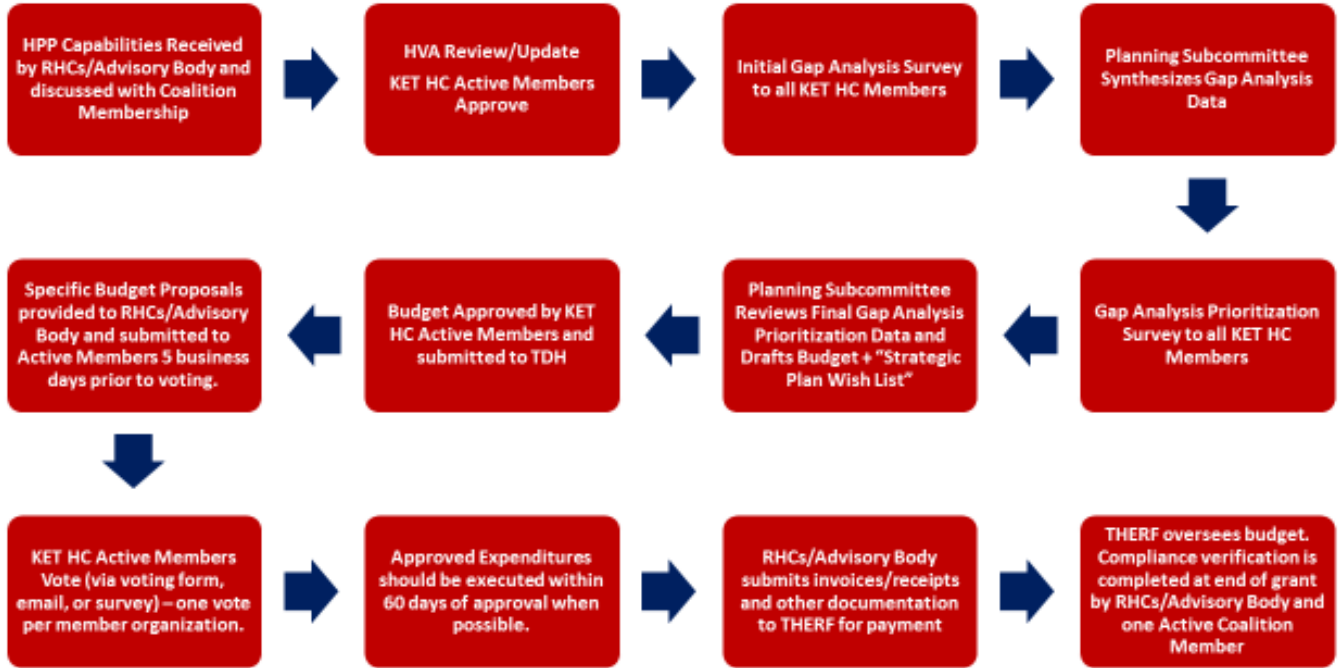 HPP Capabilities Received
by RHCs/Advisory Body and
discussed with Coalition
Membership
HVA Review/Update
KET HC Active Members
Approve
Initial Gap Analysis Survey
to all KET HC Members
Planning Subcommittee
Synthesizes Gap Analysis
Data
Gap Analysis Prioritization
Survey to all KET HC
Members
Planning Subcommittee
Reviews Final Gap Analysis
Prioritization Data and
Drafts Budget + “Strategic
Plan Wish List”
Budget Approved by KET
HC Active Members and
submitted to TDH
Specific Budget Proposals
provided to RHCs/Advisory
Body and submitted to
Active Members 5 business
days prior to voting.
KET HC Active Members
Vote (via voting form,
email, or survey) – one vote
per member organization.
Approved Expenditures
should be executed within
60 days of approval when
possible.
RHCs/Advisory Body
submits invoices/receipts
and other documentation
to THERF for payment
THERF oversees budget.
Compliance verification is
completed at end of grant
by RHCs/Advisory Body and
one Active Coalition
Member